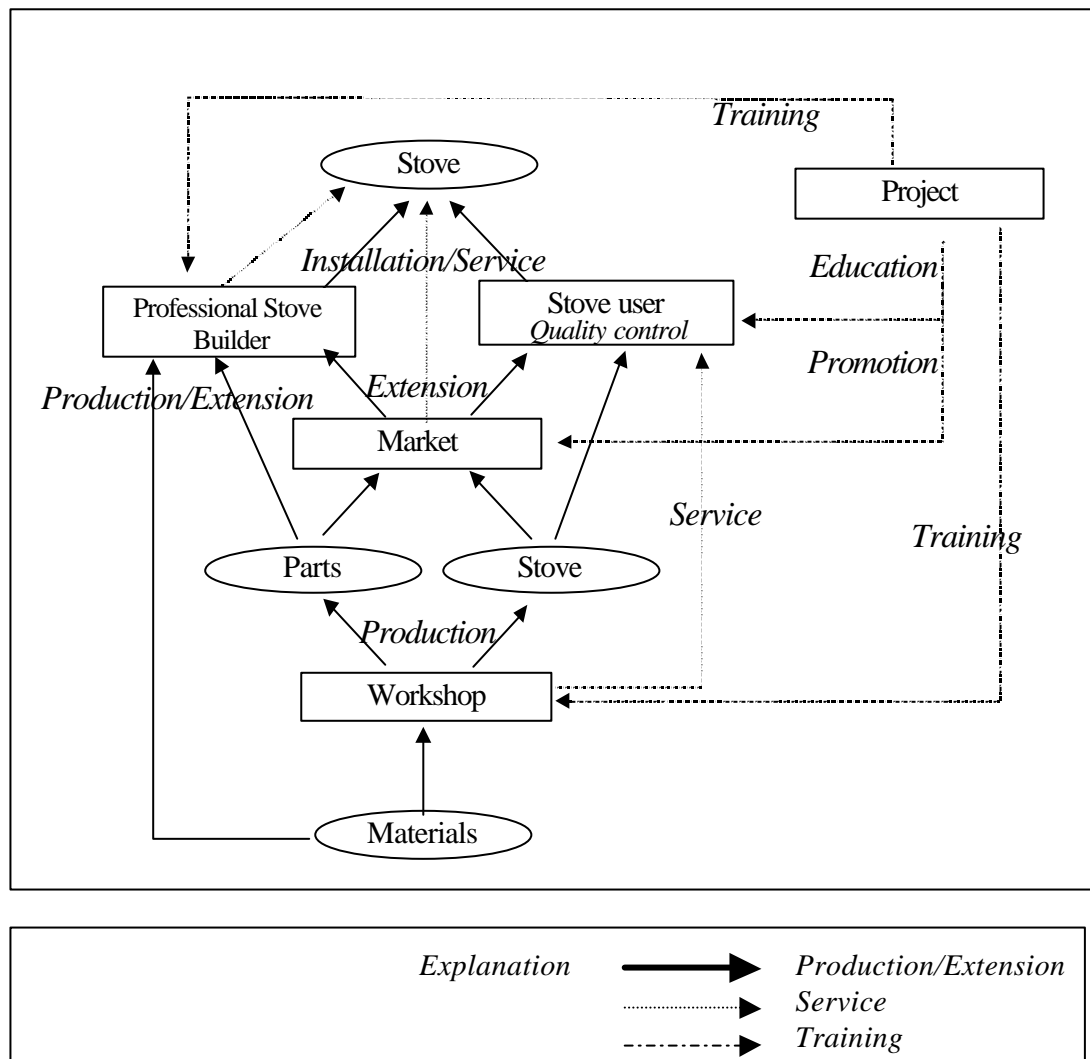 Training
Stove
Project
Installation/Service
Education
Professional Stove
Builder
Stove user
Quality control
Promotion
Production/Extension
Extension
Market
Service
Training
Parts
Stove
Production
Workshop
Materials
Explanation
Production/Extension
Service
Training